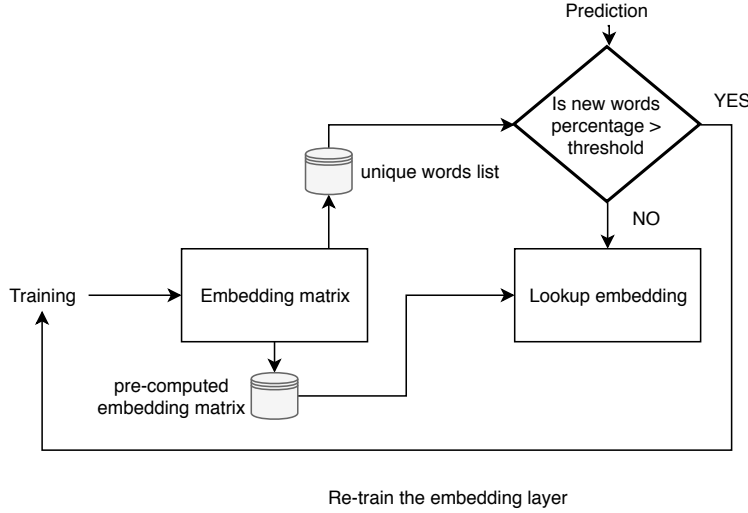 Prediction
Is new words
percentage >
threshold
YES
unique words list
NO
Training
Embedding matrix
Lookup embedding
pre-computed
embedding matrix
Re-train the embedding layer